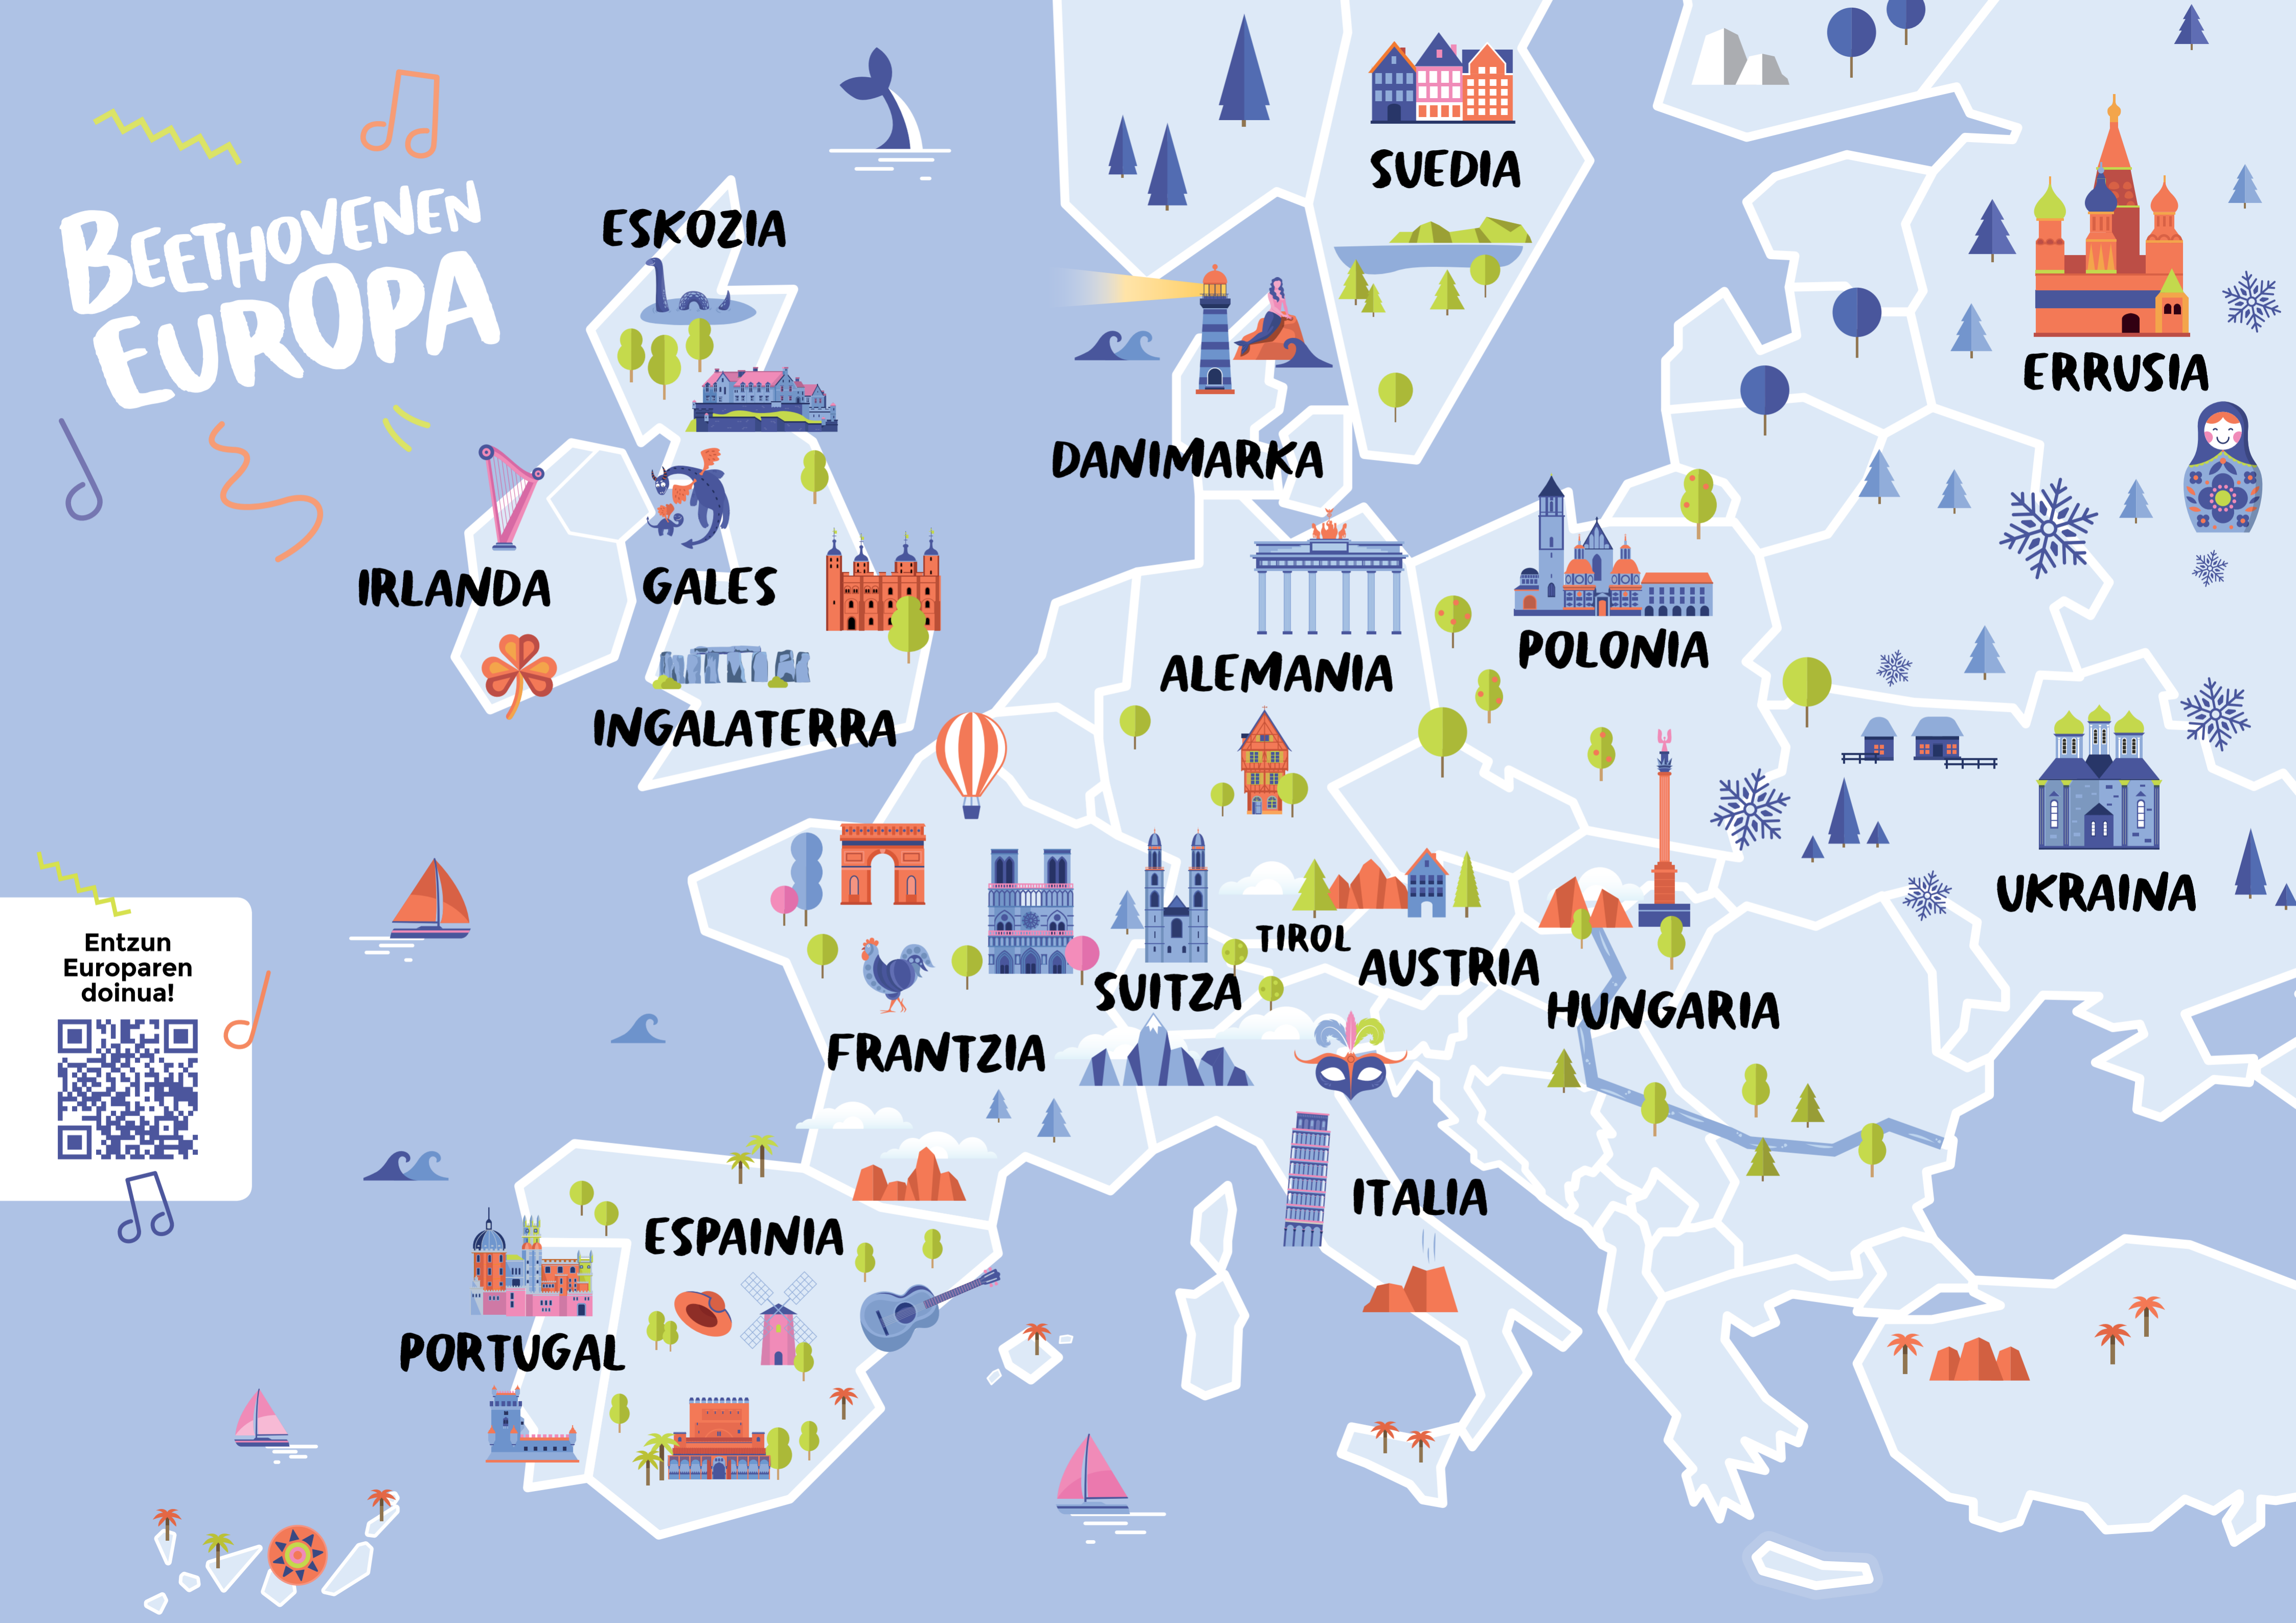 BEETHOVENEN
EUROPA
SUEDIA
ESKOZIA
ERRUSIA
DANIMARKA
IRLANDA
GALES
POLONIA
ALEMANIA
INGALATERRA
UKRAINA
TIROL
AUSTRIA
SUITZA
HUNGARIA
FRANTZIA
Entzun
Europaren
doinua!
ITALIA
ESPAINIA
PORTUGAL